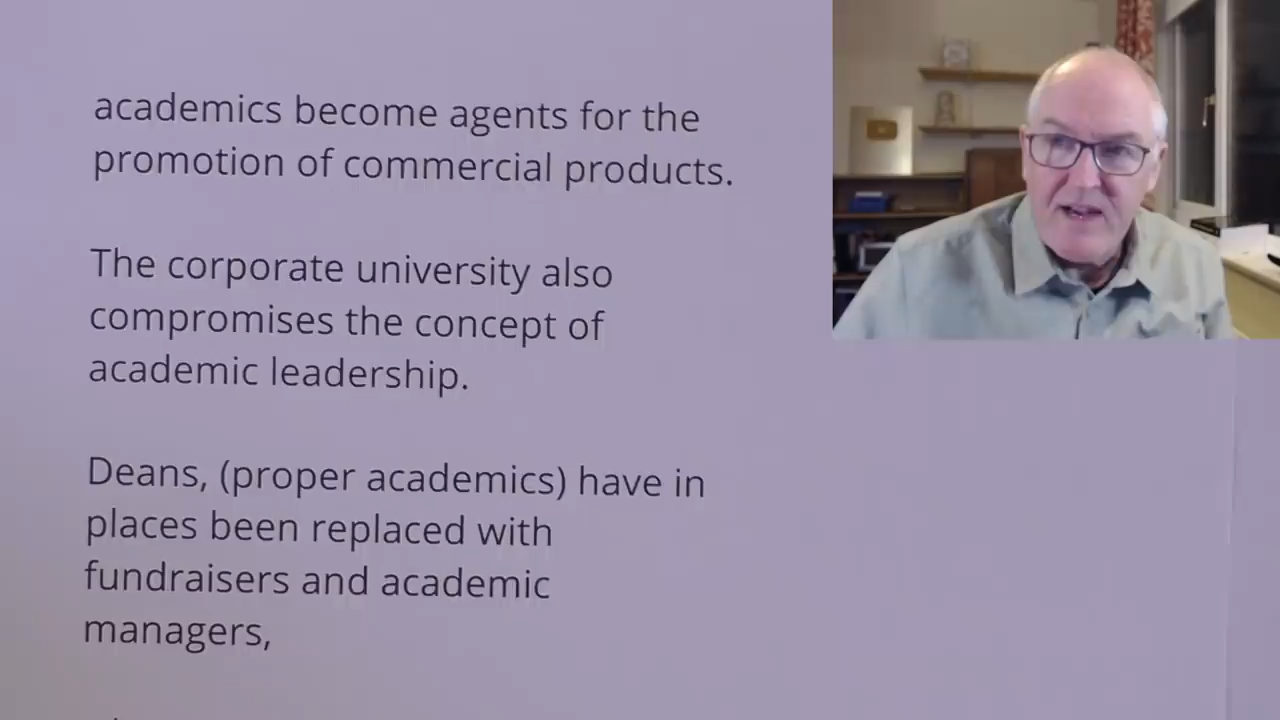 academics become agents for the
promotion of commercial products.
The corporate university also
compromises the concept of
academic leadership.
Deans, (proper academics) have in
places been replaced with
fundraisers and academic
managers,